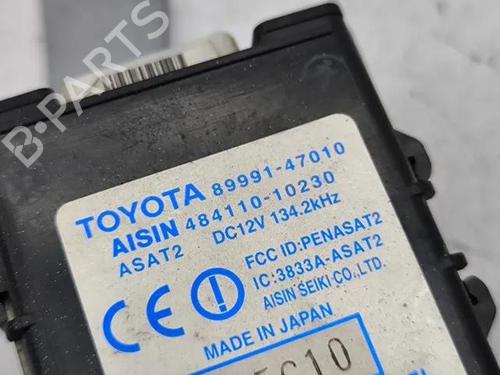 B-PARTS
TOYOTA 89991-47010
AISIN 484110-10230
ASAT2 DC12V 134.2kHz
FCC ID:PENASAT2
IC:3833A-ASAT2
AISIN SEIKI CO.,LTD.
CE
MADE IN JAPAN